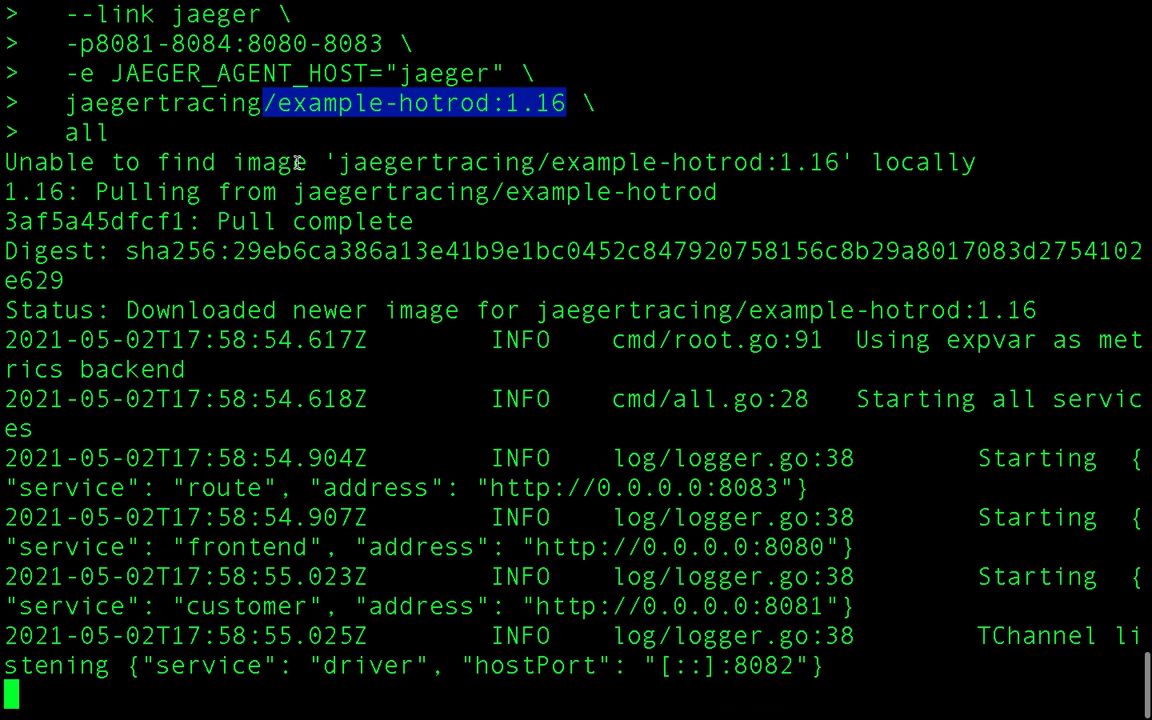 >   --link jaeger \
>   -p8081-8084:8080-8083 \
>   -e JAEGER_AGENT_HOST="jaeger" \
>   jaegertracing/example-hotrod:1.16 \
>   all
Unable to find image 'jaegertracing/example-hotrod:1.16' locally
1.16: Pulling from jaegertracing/example-hotrod
3af5a45dfcf1: Pull complete
Digest: sha256:29eb6ca386a13e41b9e1bc0452c847920758156c8b29a8017083d2754102
e629
Status: Downloaded newer image for jaegertracing/example-hotrod:1.16
2021-05-02T17:58:54.617Z        INFO    cmd/root.go:91  Using expvar as met
rics backend
2021-05-02T17:58:54.618Z        INFO    cmd/all.go:28   Starting all servic
es
2021-05-02T17:58:54.904Z        INFO    log/logger.go:38        Starting  {
"service": "route", "address": "http://0.0.0.0:8083"}
2021-05-02T17:58:54.907Z        INFO    log/logger.go:38        Starting  {
"service": "frontend", "address": "http://0.0.0.0:8080"}
2021-05-02T17:58:55.023Z        INFO    log/logger.go:38        Starting  {
"service": "customer", "address": "http://0.0.0.0:8081"}
2021-05-02T17:58:55.025Z        INFO    log/logger.go:38        TChannel li
stening {"service": "driver", "hostPort": "[::]:8082"}